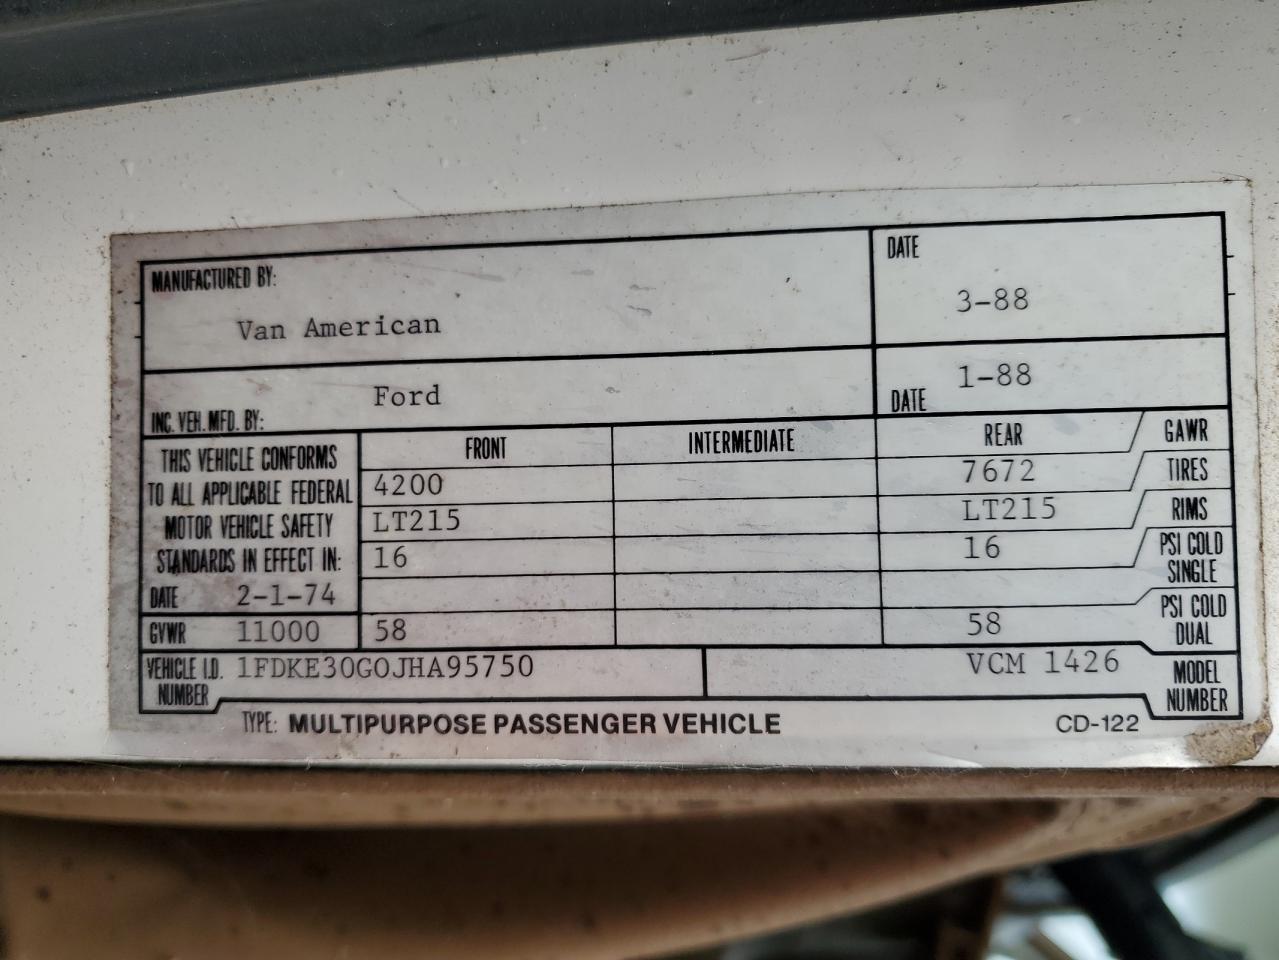 MANUFACTURED BY:
Van American
DATE
3-88
Ford
INC. VEH. MFD. BY:
1-88
DATE
THIS VEHICLE CONFORMS
TO ALL APPLICABLE FEDERAL
MOTOR VEHICLE SAFETY
STANDARDS IN EFFECT IN:
DATE 2-1-74
GVWR 11000
FRONT INTERMEDIATE REAR GAWR
4200 7672 TIRES
LT215 LT215 RIMS
16 16 PSI COLD
SINGLE
58 58 PSI COLD
DUAL
VEHICLE I.D. 1FDKE30G0JHA95750
NUMBER
VCM 1426 MODEL
NUMBER
TYPE: MULTIPURPOSE PASSENGER VEHICLE CD-122